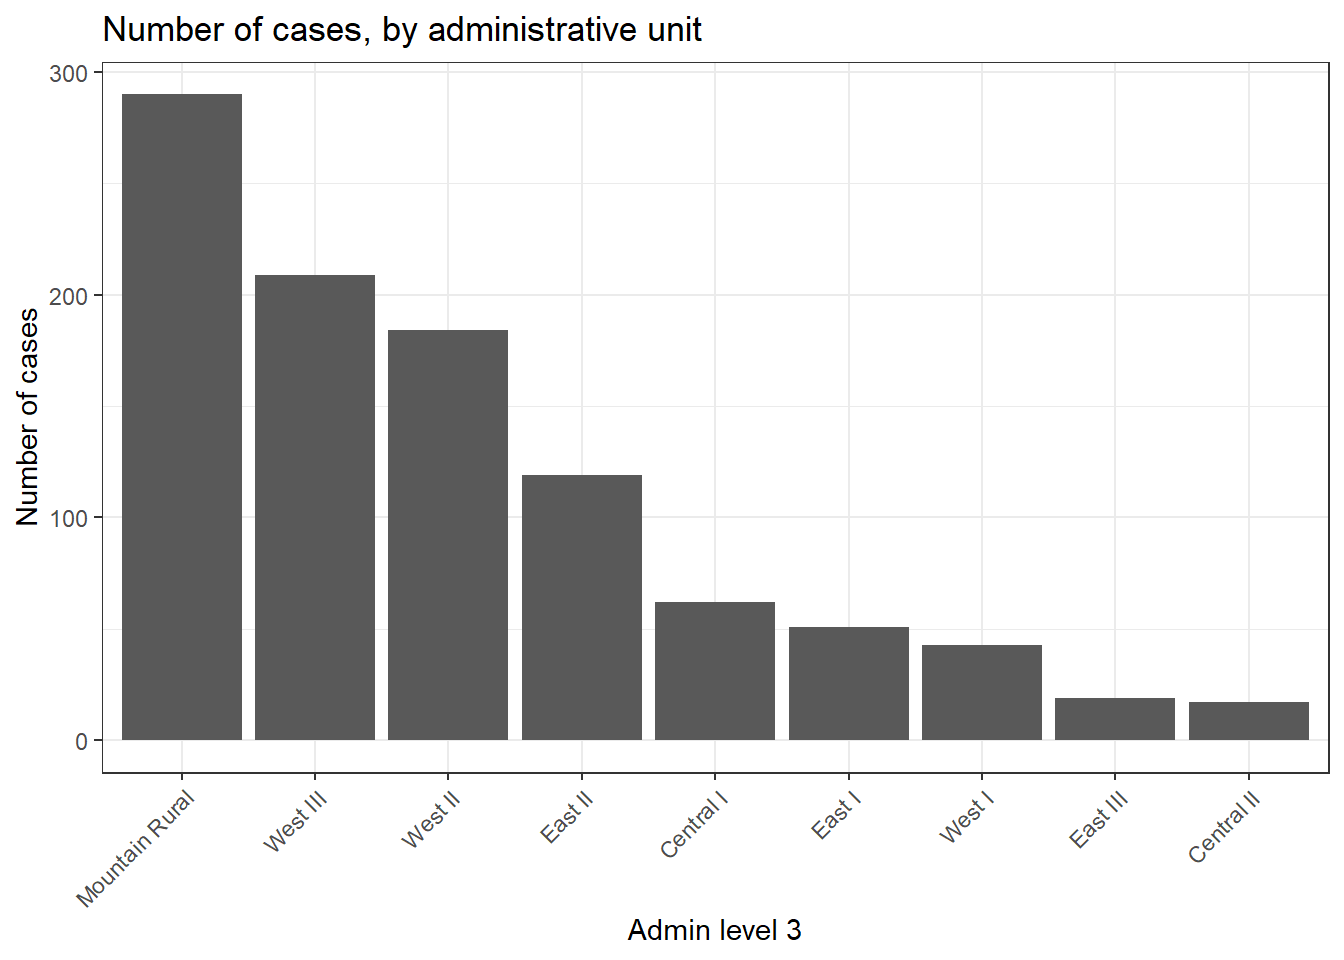 Number of cases, by administrative unit
Number of cases
300
200
100
0
Mountain Rural
West III
West II
East II
Central I
East I
West I
East III
Central II
Admin level 3